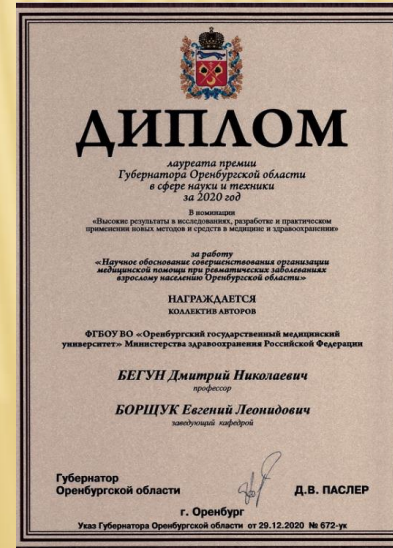 ДИПЛОМ
лауреата премии
Губернатора Оренбургской области
в сфере науки и техники
за 2020 год
В номинации
«Высокие результаты в исследованиях, разработке и практическом
применении новых методов и средств в медицине и здравоохранении»
за работу
«Научное обоснование совершенствования организации
медицинской помощи при ревматических заболеваниях
взрослому населению Оренбургской области»
НАГРАЖДАЕТСЯ
КОЛЛЕКТИВ АВТОРОВ
ФГБОУ ВО «Оренбургский государственный медицинский
университет» Министерства здравоохранения Российской Федерации
БЕГУН Дмитрий Николаевич
профессор
БОРЩУК Евгений Леонидович
заведующий кафедрой
Губернатор
Оренбургской области Д.В. ПАСЛЕР
г. Оренбург
Указ Губернатора Оренбургской области от 29.12.2020 № 672-ук